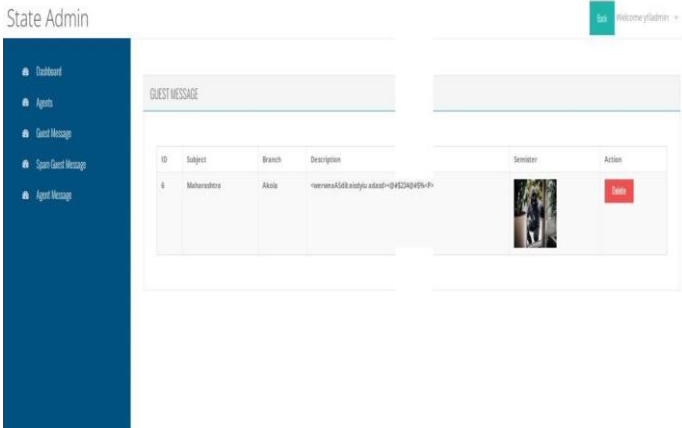 State Admin
Back Welcome
Dashboard
Agents
Guest Message
Spam Guest Message
Agent Message
GUEST MESSAGE
ID Subject Branch Description Semister Action
6 Maharashtra Akola Delete